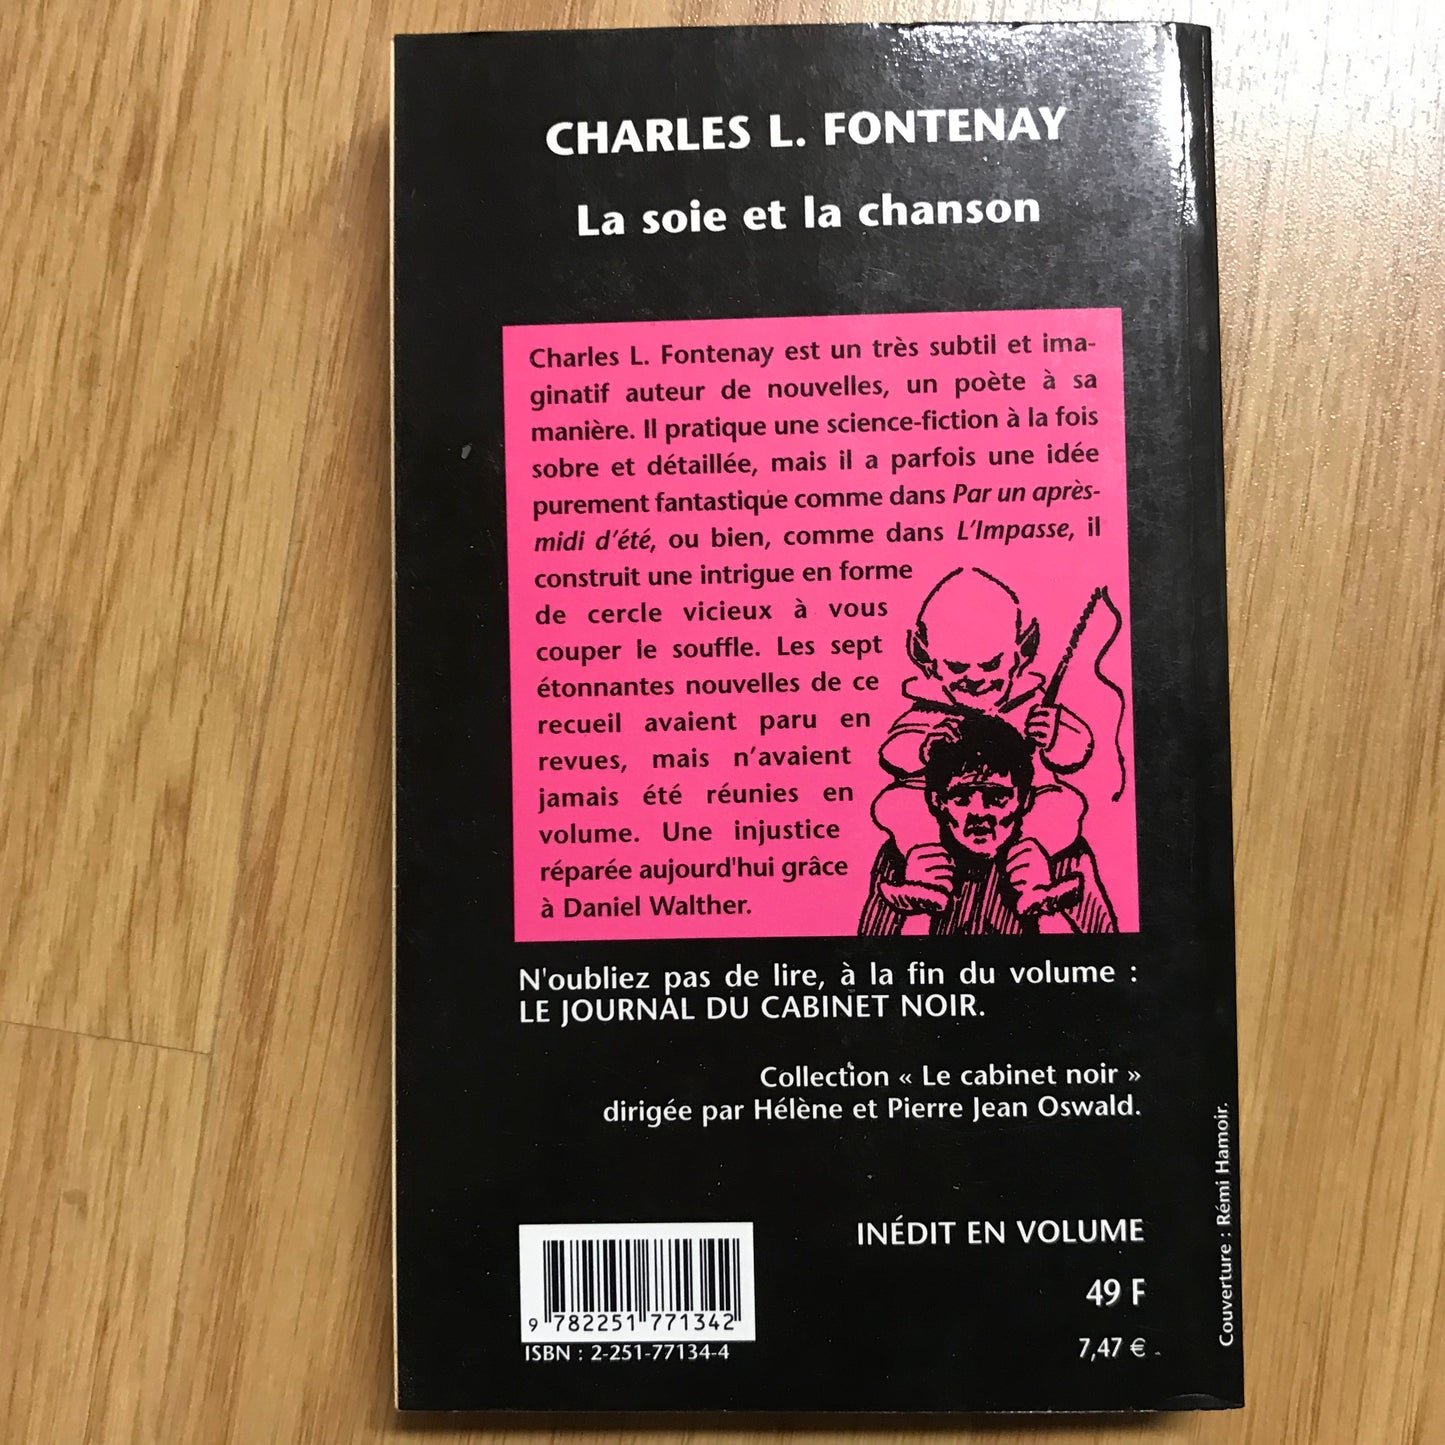 CHARLES L. FONTENAY
La soie et la chanson
Charles L. Fontenay est un très subtil et ima-
ginatif auteur de nouvelles, un poète à sa
manière. Il pratique une science-fiction à la fois
sobre et détaillée, mais il a parfois une idée
purement fantastique comme dans Par un après-
midi d'été, ou bien, comme dans L'Impasse, il
construit une intrigue en forme
de cercle vicieux à vous
couper le souffle. Les sept
étonnantes nouvelles de ce
recueil avaient paru en
revues, mais n'avaient
jamais été réunies en
volume. Une injustice
réparée aujourd'hui grâce
à Daniel Walther.
N'oubliez pas de lire, à la fin du volume :
LE JOURNAL DU CABINET NOIR.
Collection « Le cabinet noir »
dirigée par Hélène et Pierre Jean Oswald.
INÉDIT EN VOLUME
49 F
7,47 €
9 782251 771342
ISBN : 2-251-77134-4
Couverture : Rémi Hamoir.